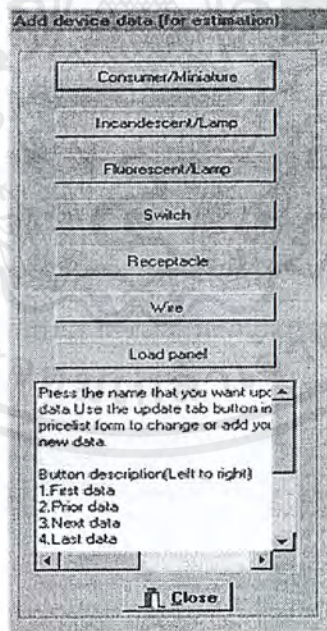 Add device data (for estimation)
Consumer/Miniature
Incandescent/Lamp
Fluorescent/Lamp
Switch
Receptacle
Wire
Load panel
Press the name that you want upd
data.Use the update tab button in
pricelist form to change or add you
new data.
Button description(Left to right)
1.First data
2.Prior data
3.Next data
4.Last data
Close